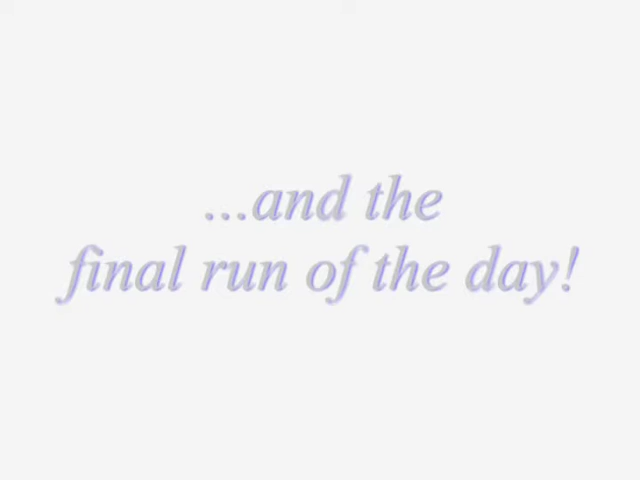 ...and the
final run of the day!